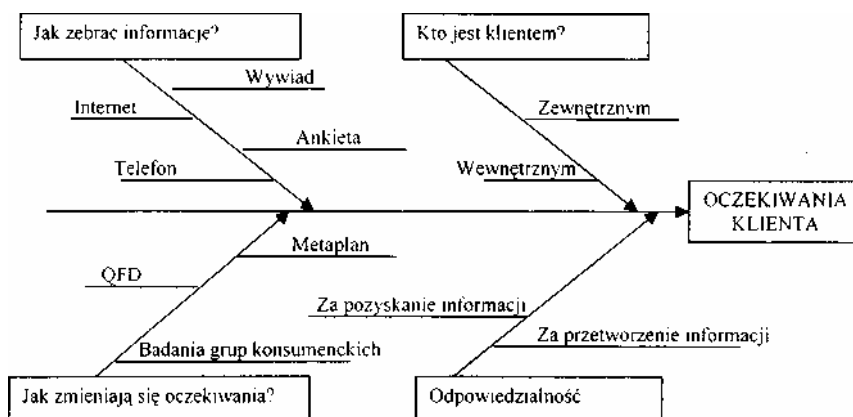 Jak zebrac informacje?
Kto jest klientem?
Wywiad
Internet
Zewnętrznym
Ankieta
Telefon
Wewnętrznym
OCZEKIWANIA
KLIENTA
Metaplan
QFD
Za pozyskanie informacji
Za przetworzenie informacji
Badania grup konsumenckich
Jak zmieniają się oczekiwania?
Odpowiedzialność